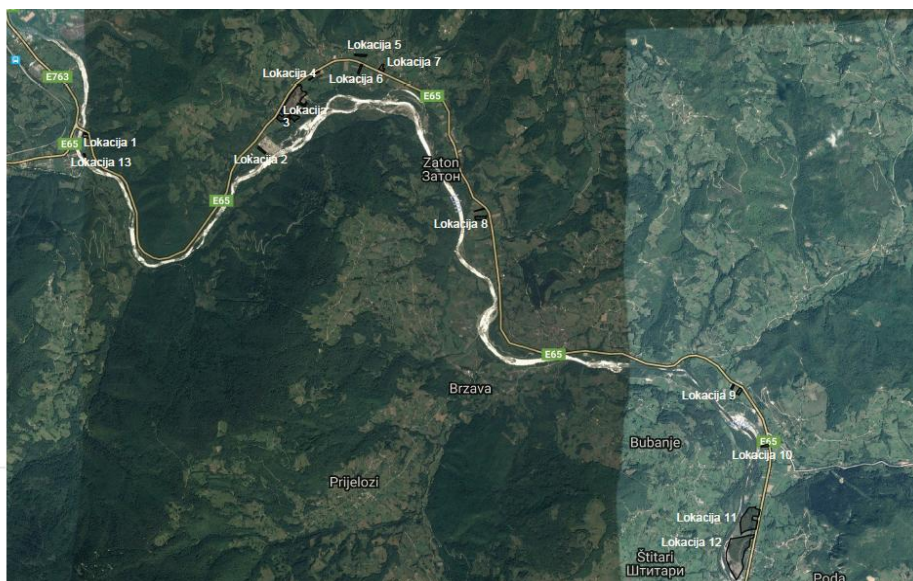 Lokacija 5
Lokacija 7
Lokacija 4
Lokacija 6
E763
E65
Lokacija
3
E65
Lokacija 1
Lokacija 2
Lokacija 13
Zaton
Затон
E65
Lokacija 8
E65
Brzava
Lokacija 9
Bubanje
E65
Lokacija 10
Prijelozi
Lokacija 11
Lokacija 12
Štitari
Штитари
Poda